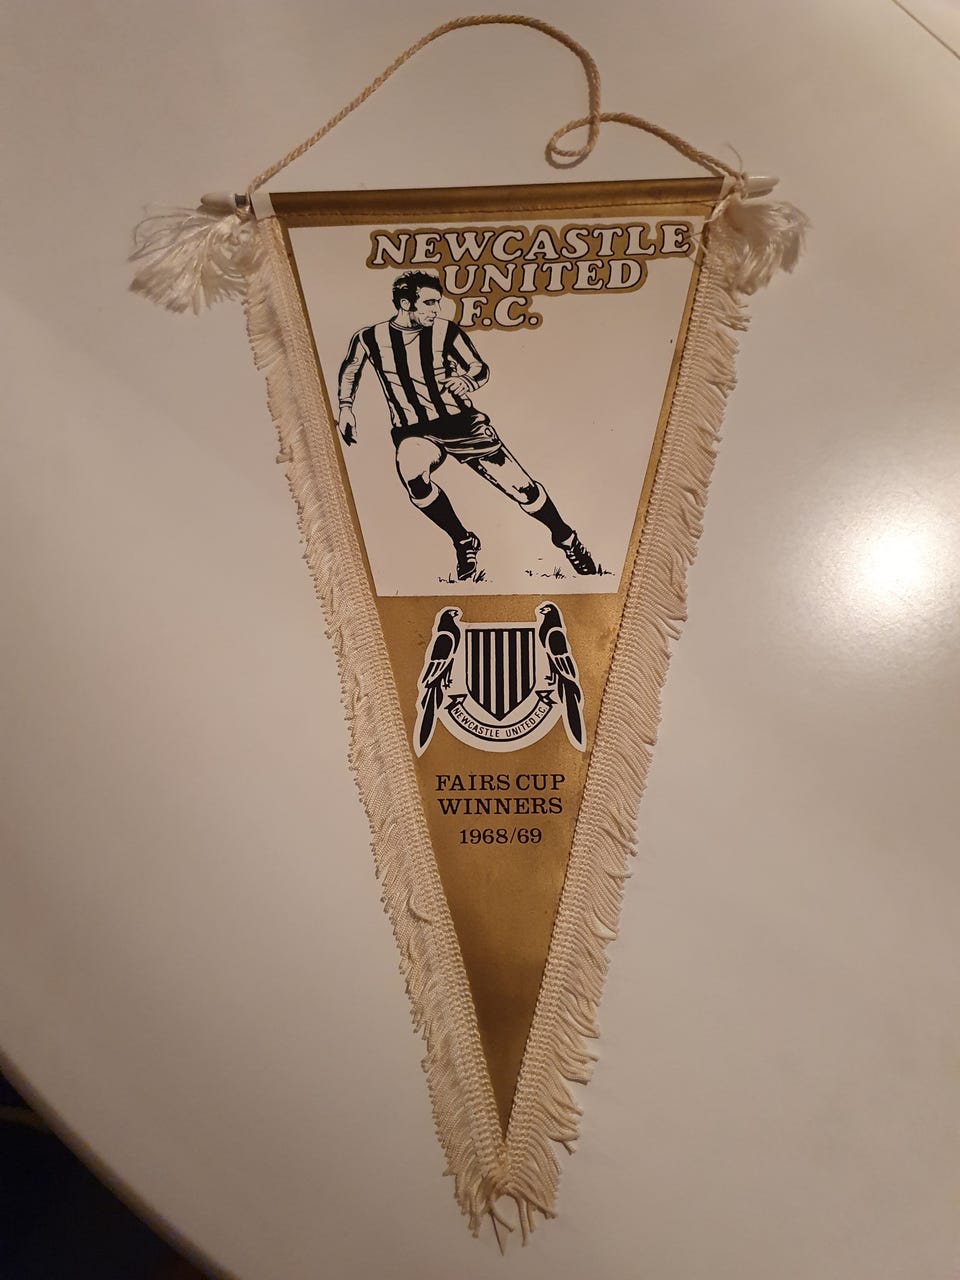 NEWCASTLE
UNITED
F.C.
NEWCASTLE UNITED F.C.
FAIRS CUP
WINNERS
1968/69